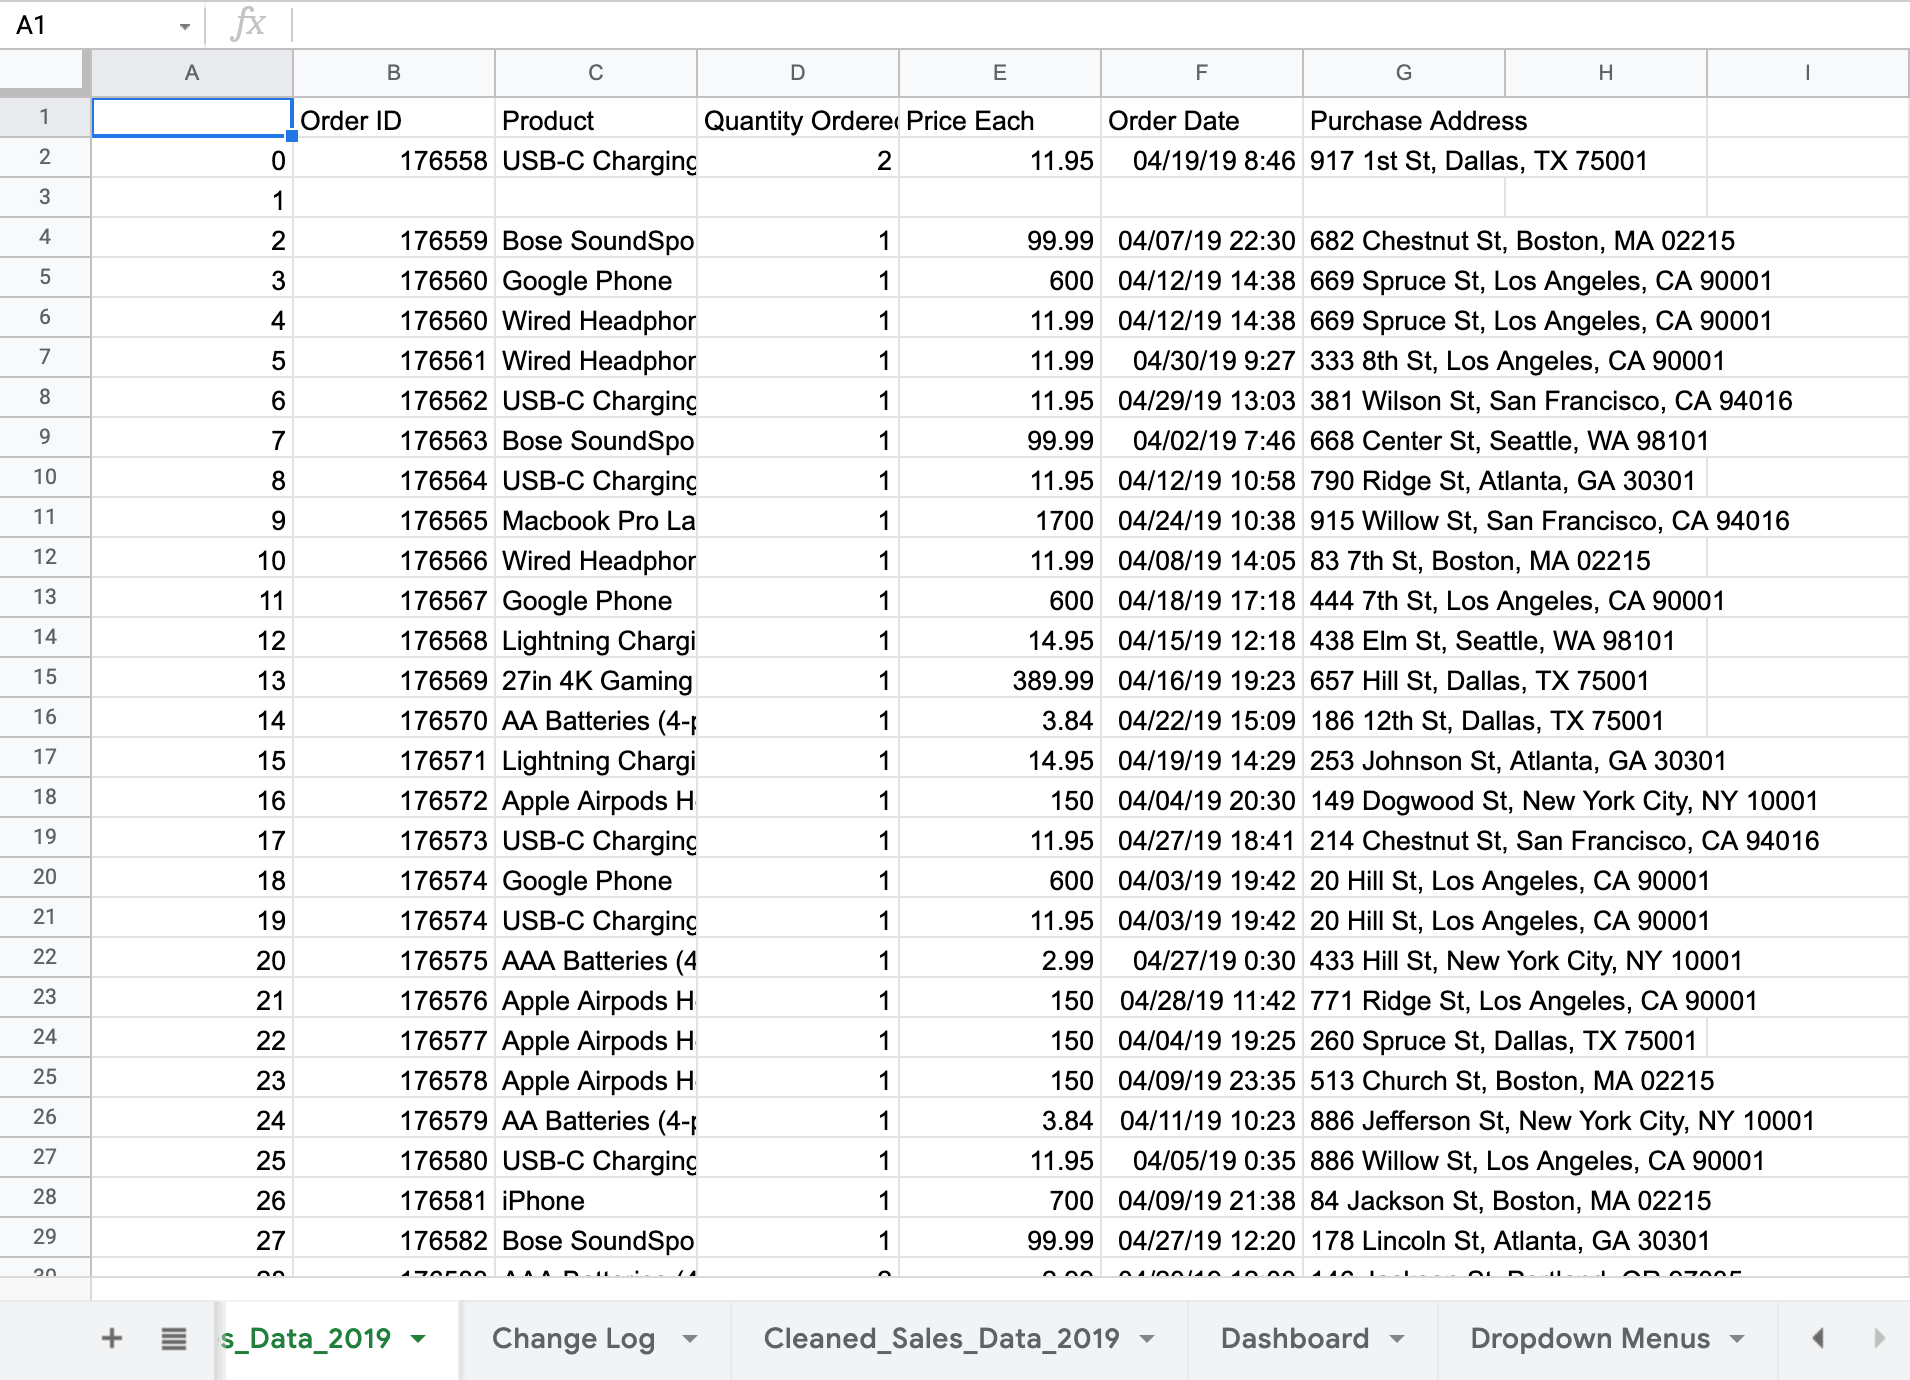 A1 fx
A B C D E F G H I
1 Order ID Product Quantity Ordered Price Each Order Date Purchase Address
2 0 176558 USB-C Charging 2 11.95 04/19/19 8:46 917 1st St, Dallas, TX 75001
3 1
4 2 176559 Bose SoundSpo 1 99.99 04/07/19 22:30 682 Chestnut St, Boston, MA 02215
5 3 176560 Google Phone 1 600 04/12/19 14:38 669 Spruce St, Los Angeles, CA 90001
6 4 176560 Wired Headphon 1 11.99 04/12/19 14:38 669 Spruce St, Los Angeles, CA 90001
7 5 176561 Wired Headphon 1 11.99 04/30/19 9:27 333 8th St, Los Angeles, CA 90001
8 6 176562 USB-C Charging 1 11.95 04/29/19 13:03 381 Wilson St, San Francisco, CA 94016
9 7 176563 Bose SoundSpo 1 99.99 04/02/19 7:46 668 Center St, Seattle, WA 98101
10 8 176564 USB-C Charging 1 11.95 04/12/19 10:58 790 Ridge St, Atlanta, GA 30301
11 9 176565 Macbook Pro La 1 1700 04/24/19 10:38 915 Willow St, San Francisco, CA 94016
12 10 176566 Wired Headphon 1 11.99 04/08/19 14:05 83 7th St, Boston, MA 02215
13 11 176567 Google Phone 1 600 04/18/19 17:18 444 7th St, Los Angeles, CA 90001
14 12 176568 Lightning Chargi 1 14.95 04/15/19 12:18 438 Elm St, Seattle, WA 98101
15 13 176569 27in 4K Gaming 1 389.99 04/16/19 19:23 657 Hill St, Dallas, TX 75001
16 14 176570 AA Batteries (4-p 1 3.84 04/22/19 15:09 186 12th St, Dallas, TX 75001
17 15 176571 Lightning Chargi 1 14.95 04/19/19 14:29 253 Johnson St, Atlanta, GA 30301
18 16 176572 Apple Airpods H 1 150 04/04/19 20:30 149 Dogwood St, New York City, NY 10001
19 17 176573 USB-C Charging 1 11.95 04/27/19 18:41 214 Chestnut St, San Francisco, CA 94016
20 18 176574 Google Phone 1 600 04/03/19 19:42 20 Hill St, Los Angeles, CA 90001
21 19 176574 USB-C Charging 1 11.95 04/03/19 19:42 20 Hill St, Los Angeles, CA 90001
22 20 176575 AAA Batteries (4 1 2.99 04/27/19 0:30 433 Hill St, New York City, NY 10001
23 21 176576 Apple Airpods H 1 150 04/28/19 11:42 771 Ridge St, Los Angeles, CA 90001
24 22 176577 Apple Airpods H 1 150 04/04/19 19:25 260 Spruce St, Dallas, TX 75001
25 23 176578 Apple Airpods H 1 150 04/09/19 23:35 513 Church St, Boston, MA 02215
26 24 176579 AA Batteries (4-p 1 3.84 04/11/19 10:23 886 Jefferson St, New York City, NY 10001
27 25 176580 USB-C Charging 1 11.95 04/05/19 0:35 886 Willow St, Los Angeles, CA 90001
28 26 176581 iPhone 1 700 04/09/19 21:38 84 Jackson St, Boston, MA 02215
29 27 176582 Bose SoundSpo 1 99.99 04/27/19 12:20 178 Lincoln St, Atlanta, GA 30301
s_Data_2019 Change Log Cleaned_Sales_Data_2019 Dashboard Dropdown Menus